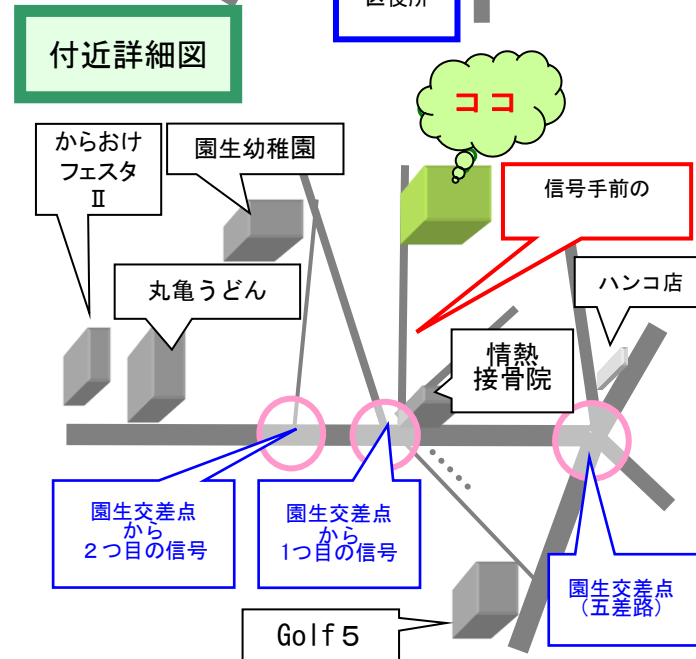 区役所
付近詳細図
ココ
からおけ
フェスタ
Ⅱ
園生幼稚園
信号手前の
丸亀うどん
ハンコ店
情熱
接骨院
園生交差点
から
２つ目の信号
園生交差点
から
1つ目の信号
園生交差点
(五差路)
Golf５